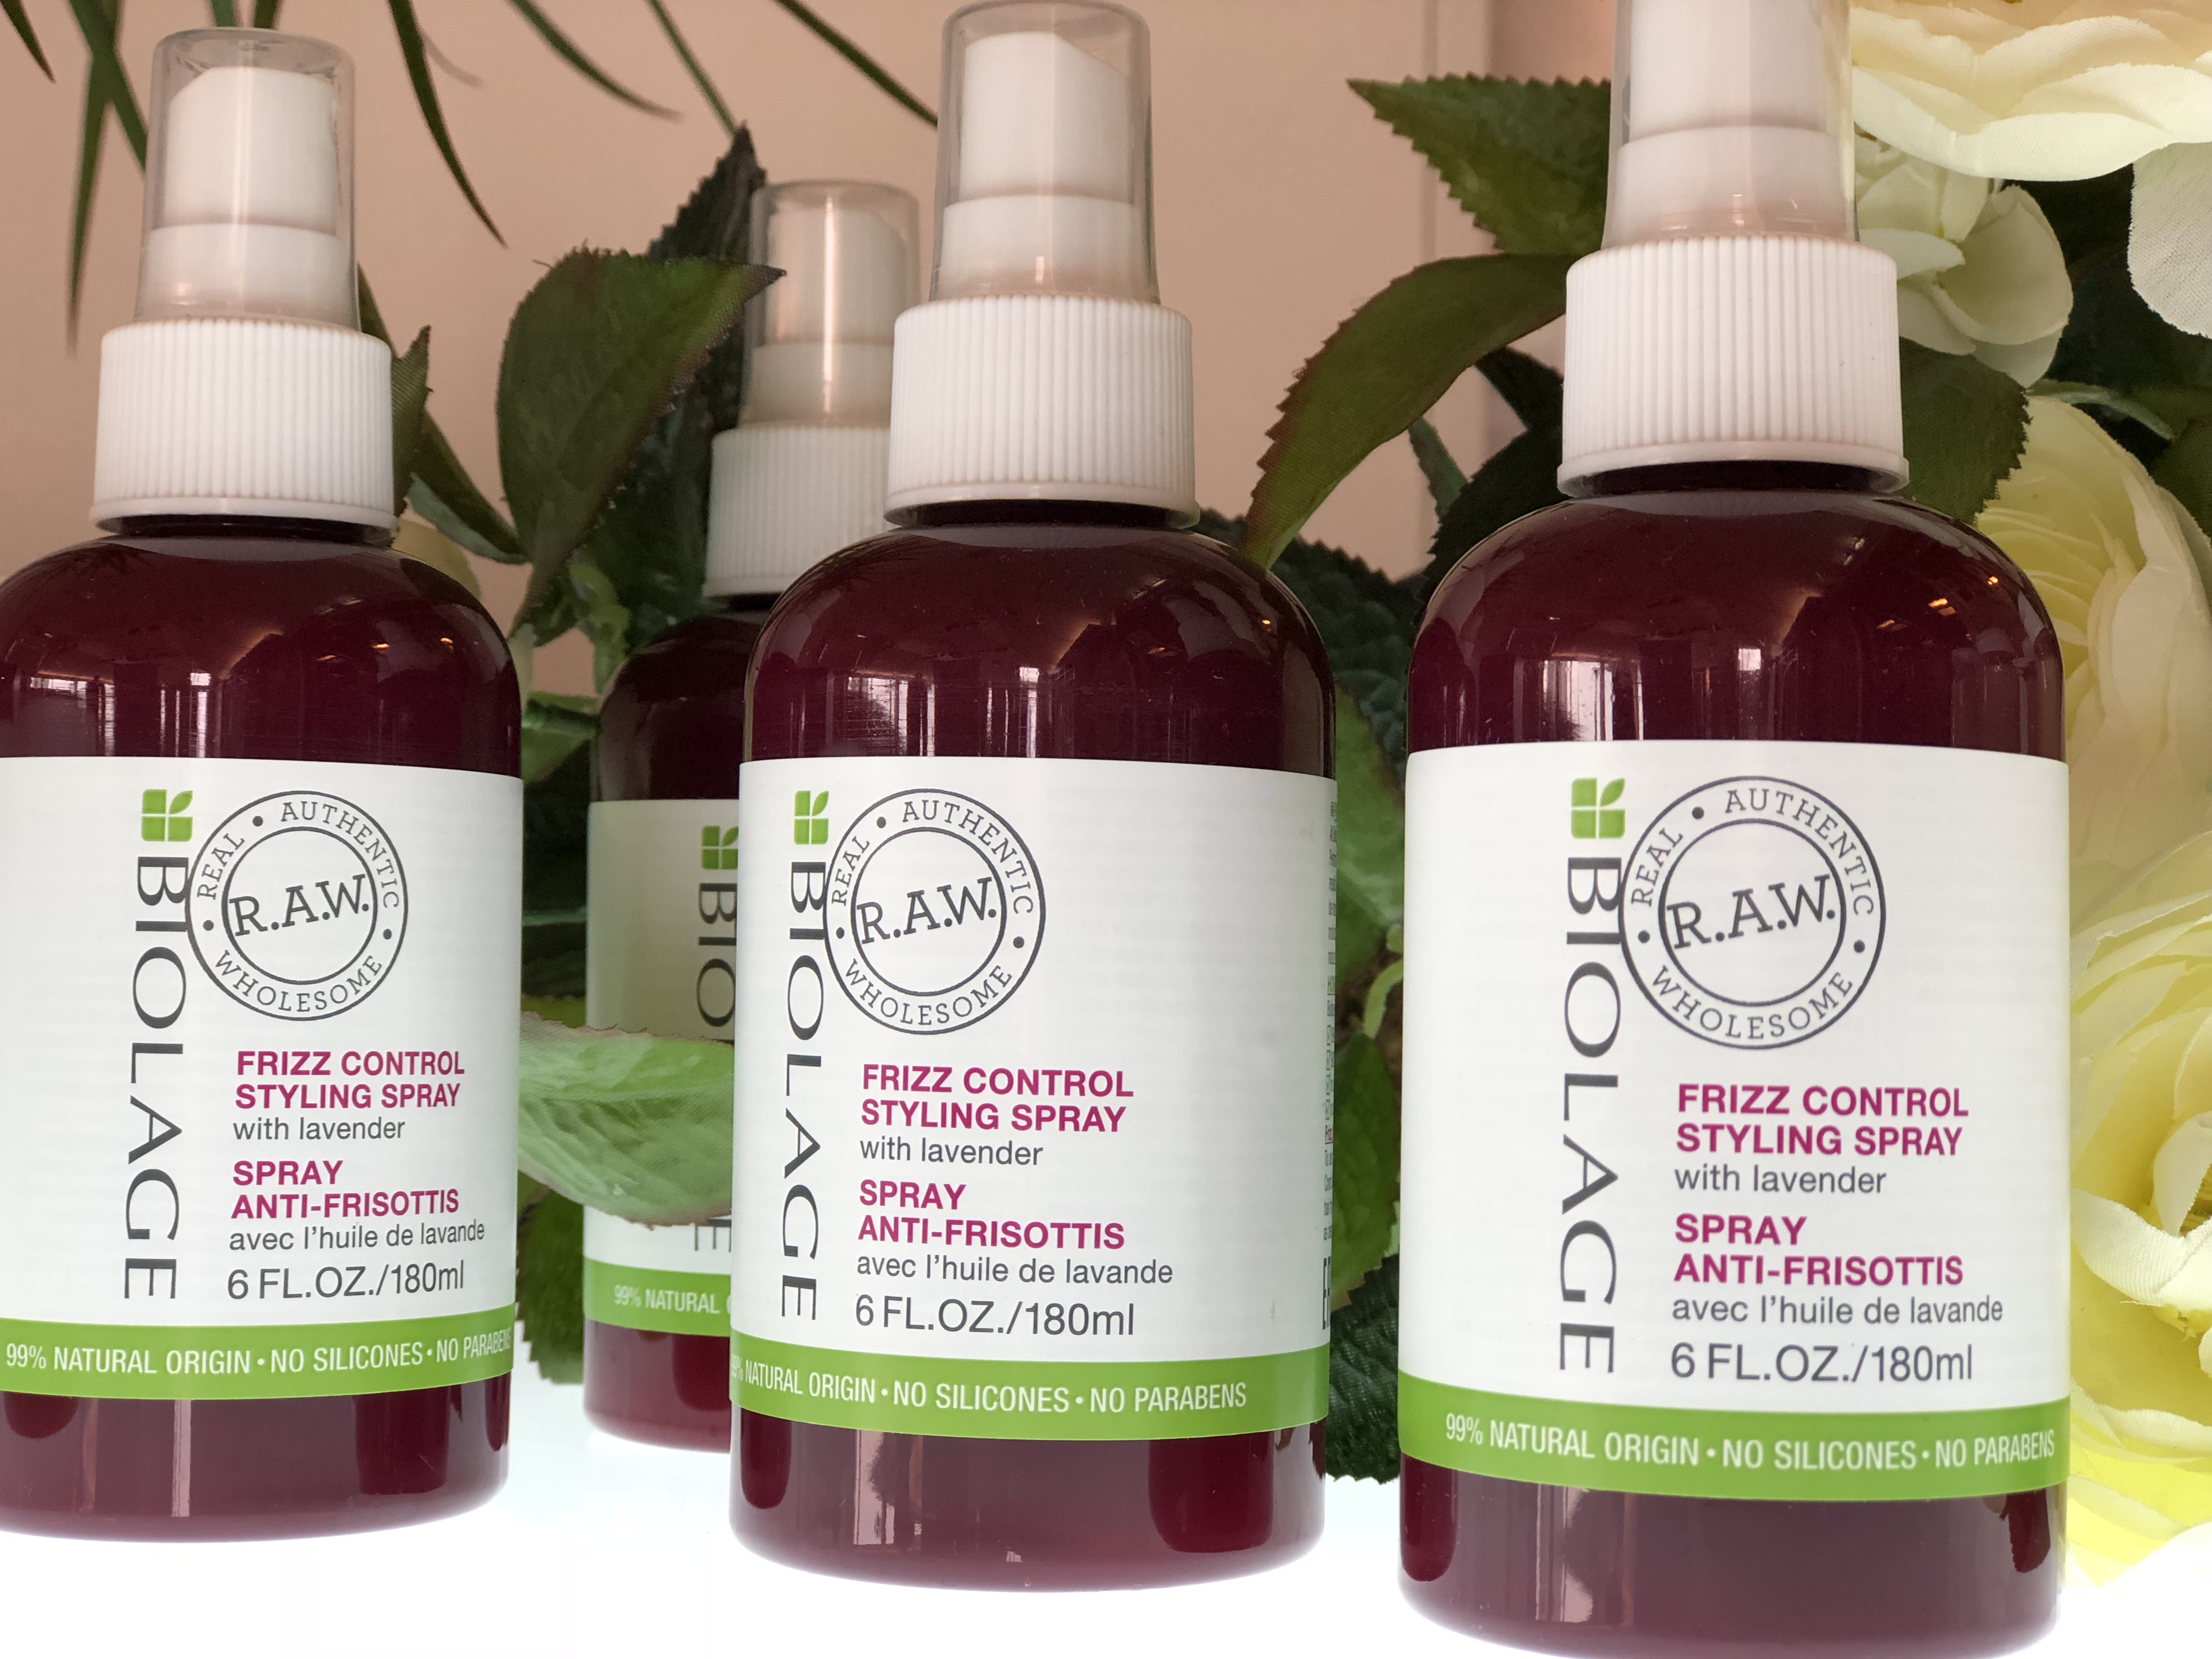 BIOLAGE
REAL • AUTHENTIC • WHOLESOME •
R.A.W.
FRIZZ CONTROL
STYLING SPRAY
with lavender
SPRAY
ANTI-FRISOTTIS
avec l'huile de lavande
6 FL.OZ./180ml
99% NATURAL ORIGIN • NO SILICONES • NO PARABENS
BIO
99% NATURAL
BIOLAGE
REAL • AUTHENTIC • WHOLESOME •
R.A.W.
FRIZZ CONTROL
STYLING SPRAY
with lavender
SPRAY
ANTI-FRISOTTIS
avec l'huile de lavande
6 FL.OZ./180ml
99% NATURAL ORIGIN • NO SILICONES • NO PARABENS
BIOLAGE
REAL • AUTHENTIC • WHOLESOME •
R.A.W.
FRIZZ CONTROL
STYLING SPRAY
with lavender
SPRAY
ANTI-FRISOTTIS
avec l'huile de lavande
6 FL.OZ./180ml
99% NATURAL ORIGIN • NO SILICONES • NO PARABENS